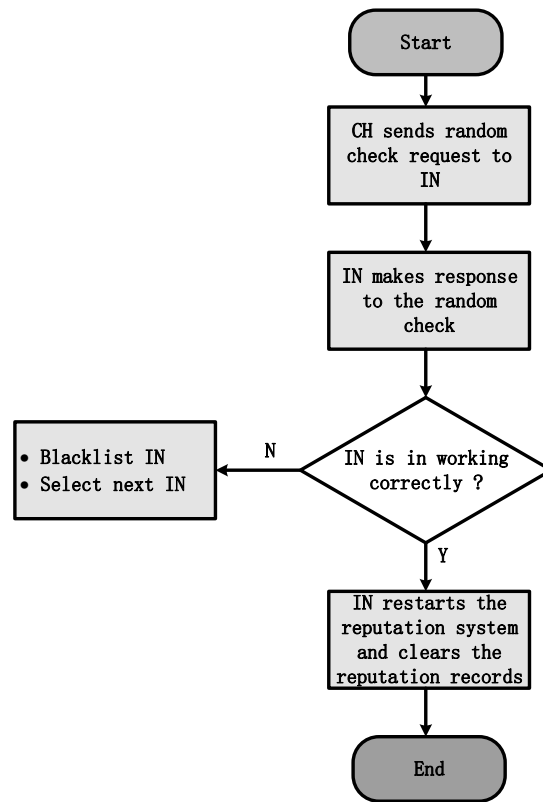 Start
CH sends random
check request to
IN
IN makes response
to the random
check
IN is in working
correctly ?
N
• Blacklist IN
• Select next IN
Y
IN restarts the
reputation system
and clears the
reputation records
End